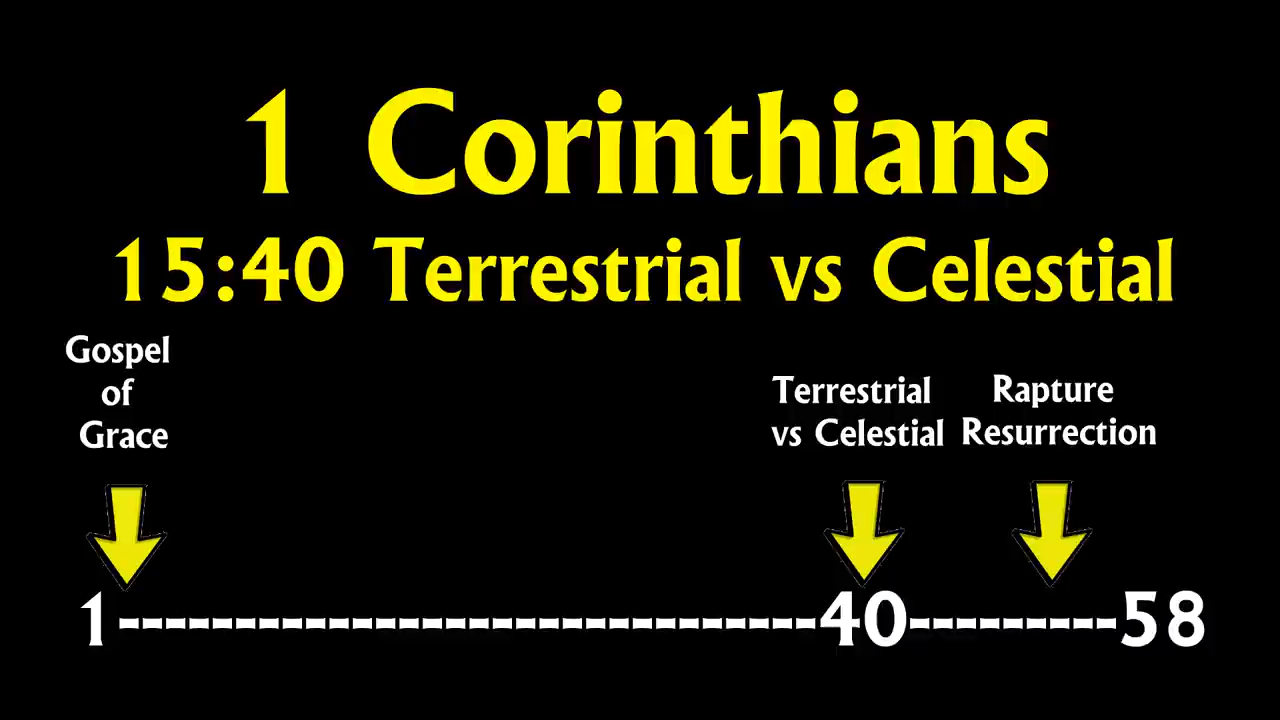 1 Corinthians
15:40 Terrestrial vs Celestial
Gospel
of
Grace
Terrestrial
vs Celestial
Rapture
Resurrection
1-----------------------------40---------58